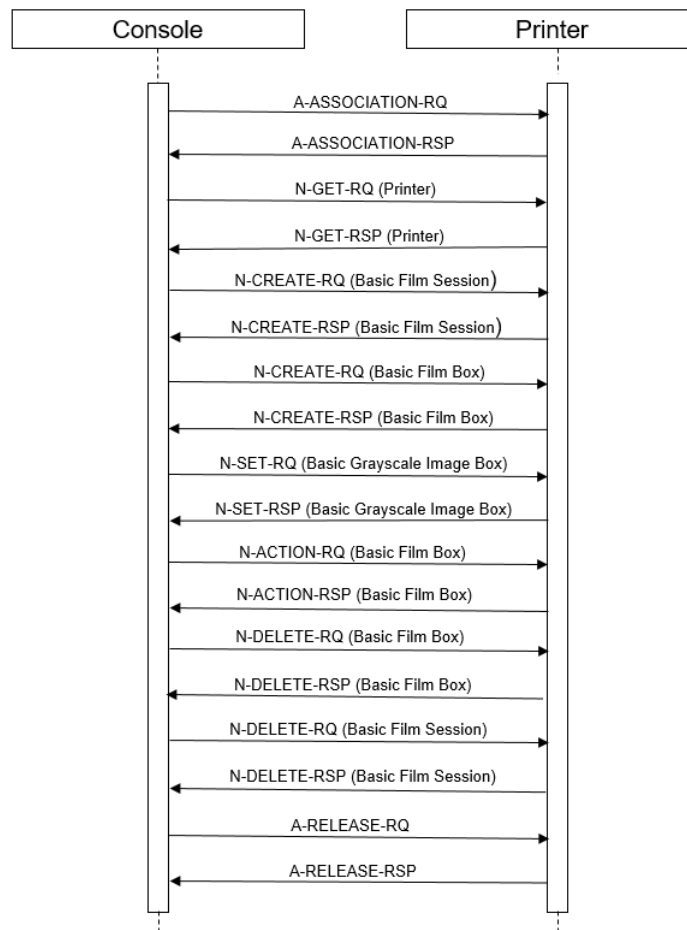 Console
Printer
A-ASSOCIATION-RQ
A-ASSOCIATION-RSP
N-GET-RQ (Printer)
N-GET-RSP (Printer)
N-CREATE-RQ (Basic Film Session)
N-CREATE-RSP (Basic Film Session)
N-CREATE-RQ (Basic Film Box)
N-CREATE-RSP (Basic Film Box)
N-SET-RQ (Basic Grayscale Image Box)
N-SET-RSP (Basic Grayscale Image Box)
N-ACTION-RQ (Basic Film Box)
N-ACTION-RSP (Basic Film Box)
N-DELETE-RQ (Basic Film Box)
N-DELETE-RSP (Basic Film Box)
N-DELETE-RQ (Basic Film Session)
N-DELETE-RSP (Basic Film Session)
A-RELEASE-RQ
A-RELEASE-RSP